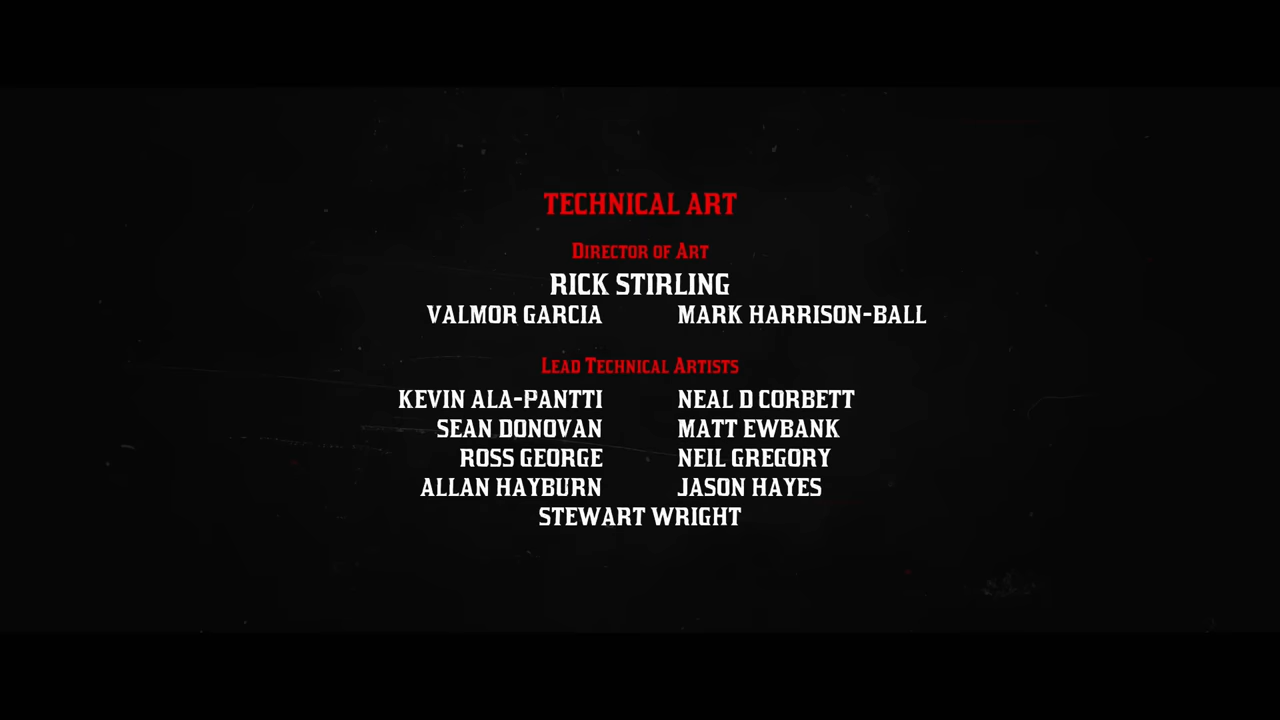 TECHNICAL ART
DIRECTOR OF ART
RICK STIRLING
VALMOR GARCIA MARK HARRISON-BALL
LEAD TECHNICAL ARTISTS
KEVIN ALA-PANTTI NEAL D CORBETT
SEAN DONOVAN MATT EWBANK
ROSS GEORGE NEIL GREGORY
ALLAN HAYBURN JASON HAYES
STEWART WRIGHT